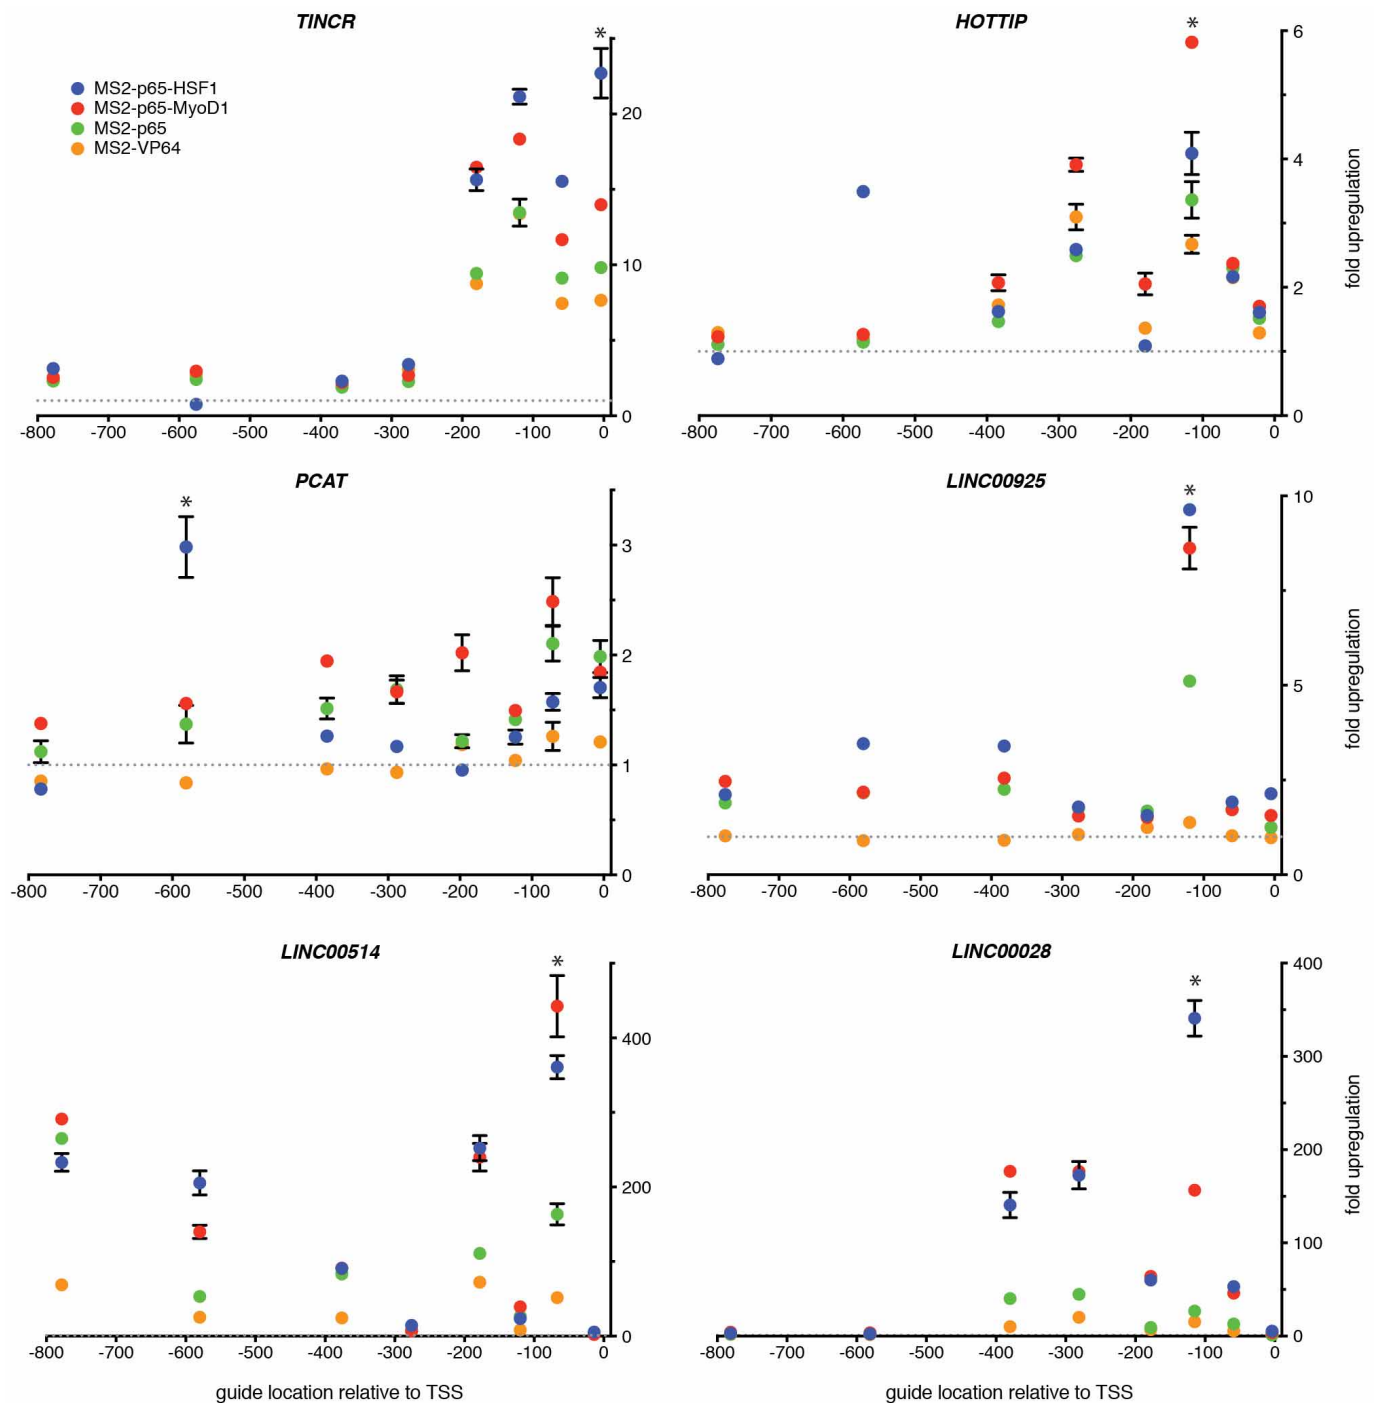 TINCR
*
MS2-p65-HSF1
MS2-p65-MyoD1
MS2-p65
MS2-VP64
20
10
0
-800 -700 -600 -500 -400 -300 -200 -100 0
HOTTIP
*
6
4
2
0
fold upregulation
-800 -700 -600 -500 -400 -300 -200 -100 0
PCAT
*
3
2
1
0
-800 -700 -600 -500 -400 -300 -200 -100 0
LINC00925
*
10
5
0
fold upregulation
-800 -700 -600 -500 -400 -300 -200 -100 0
LINC00514
*
400
200
0
-800 -700 -600 -500 -400 -300 -200 -100 0
guide location relative to TSS
LINC00028
*
400
300
200
100
0
fold upregulation
-800 -700 -600 -500 -400 -300 -200 -100 0
guide location relative to TSS